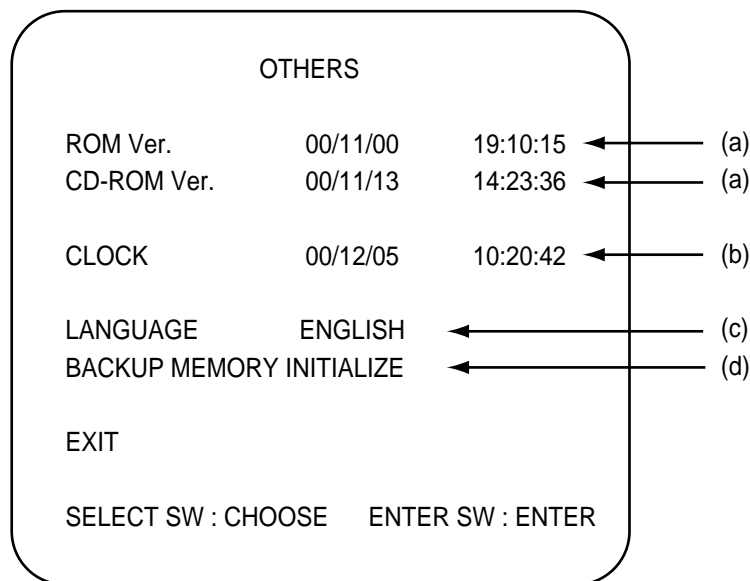 OTHERS
ROM Ver. 00/11/00 19:10:15 (a)
CD-ROM Ver. 00/11/13 14:23:36 (a)
CLOCK 00/12/05 10:20:42 (b)
LANGUAGE ENGLISH (c)
BACKUP MEMORY INITIALIZE (d)
EXIT
SELECT SW : CHOOSE ENTER SW : ENTER